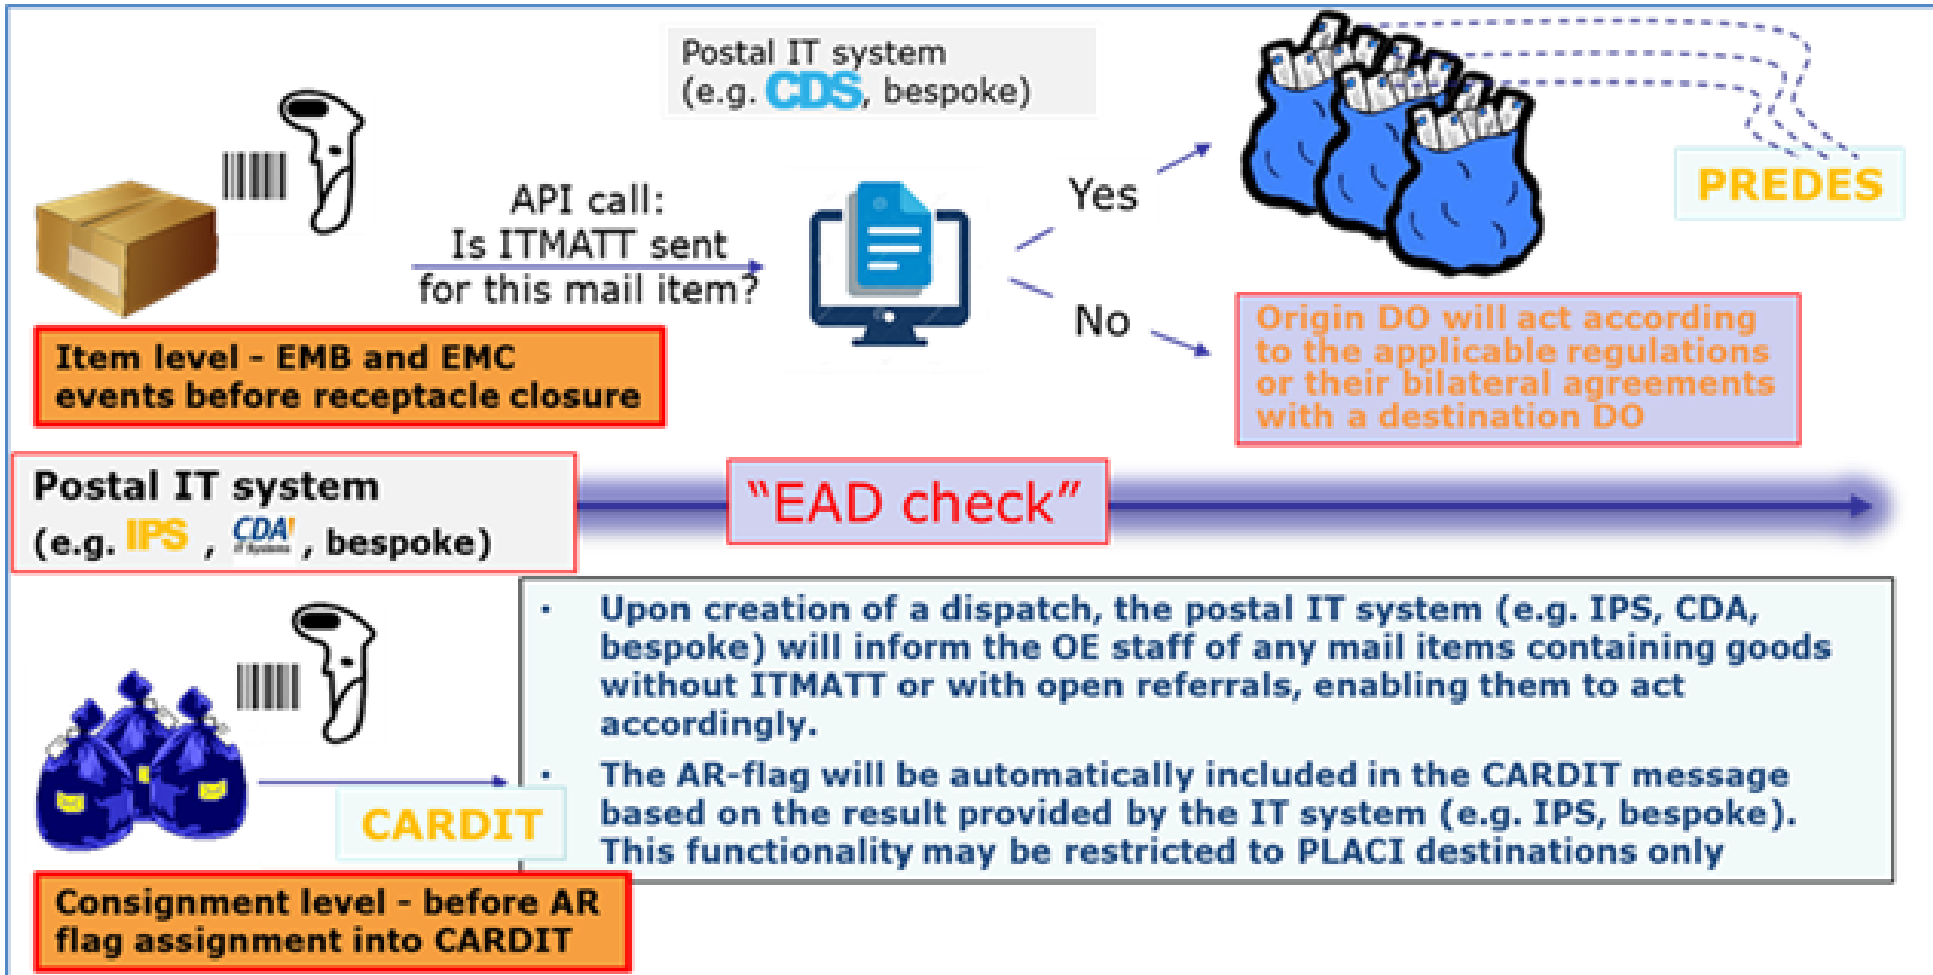 Postal IT system
(e.g. CDS, bespoke)
API call:
Is ITMATT sent
for this mail item?
Yes
No
PREDES
Item level - EMB and EMC
events before receptacle closure
Origin DO will act according
to the applicable regulations
or their bilateral agreements
with a destination DO
Postal IT system
(e.g. IPS , CDA IT Systems , bespoke)
“EAD check”
• Upon creation of a dispatch, the postal IT system (e.g. IPS, CDA,
bespoke) will inform the OE staff of any mail items containing goods
without ITMATT or with open referrals, enabling them to act
accordingly.
• The AR-flag will be automatically included in the CARDIT message
based on the result provided by the IT system (e.g. IPS, bespoke).
This functionality may be restricted to PLACI destinations only
CARDIT
Consignment level - before AR
flag assignment into CARDIT